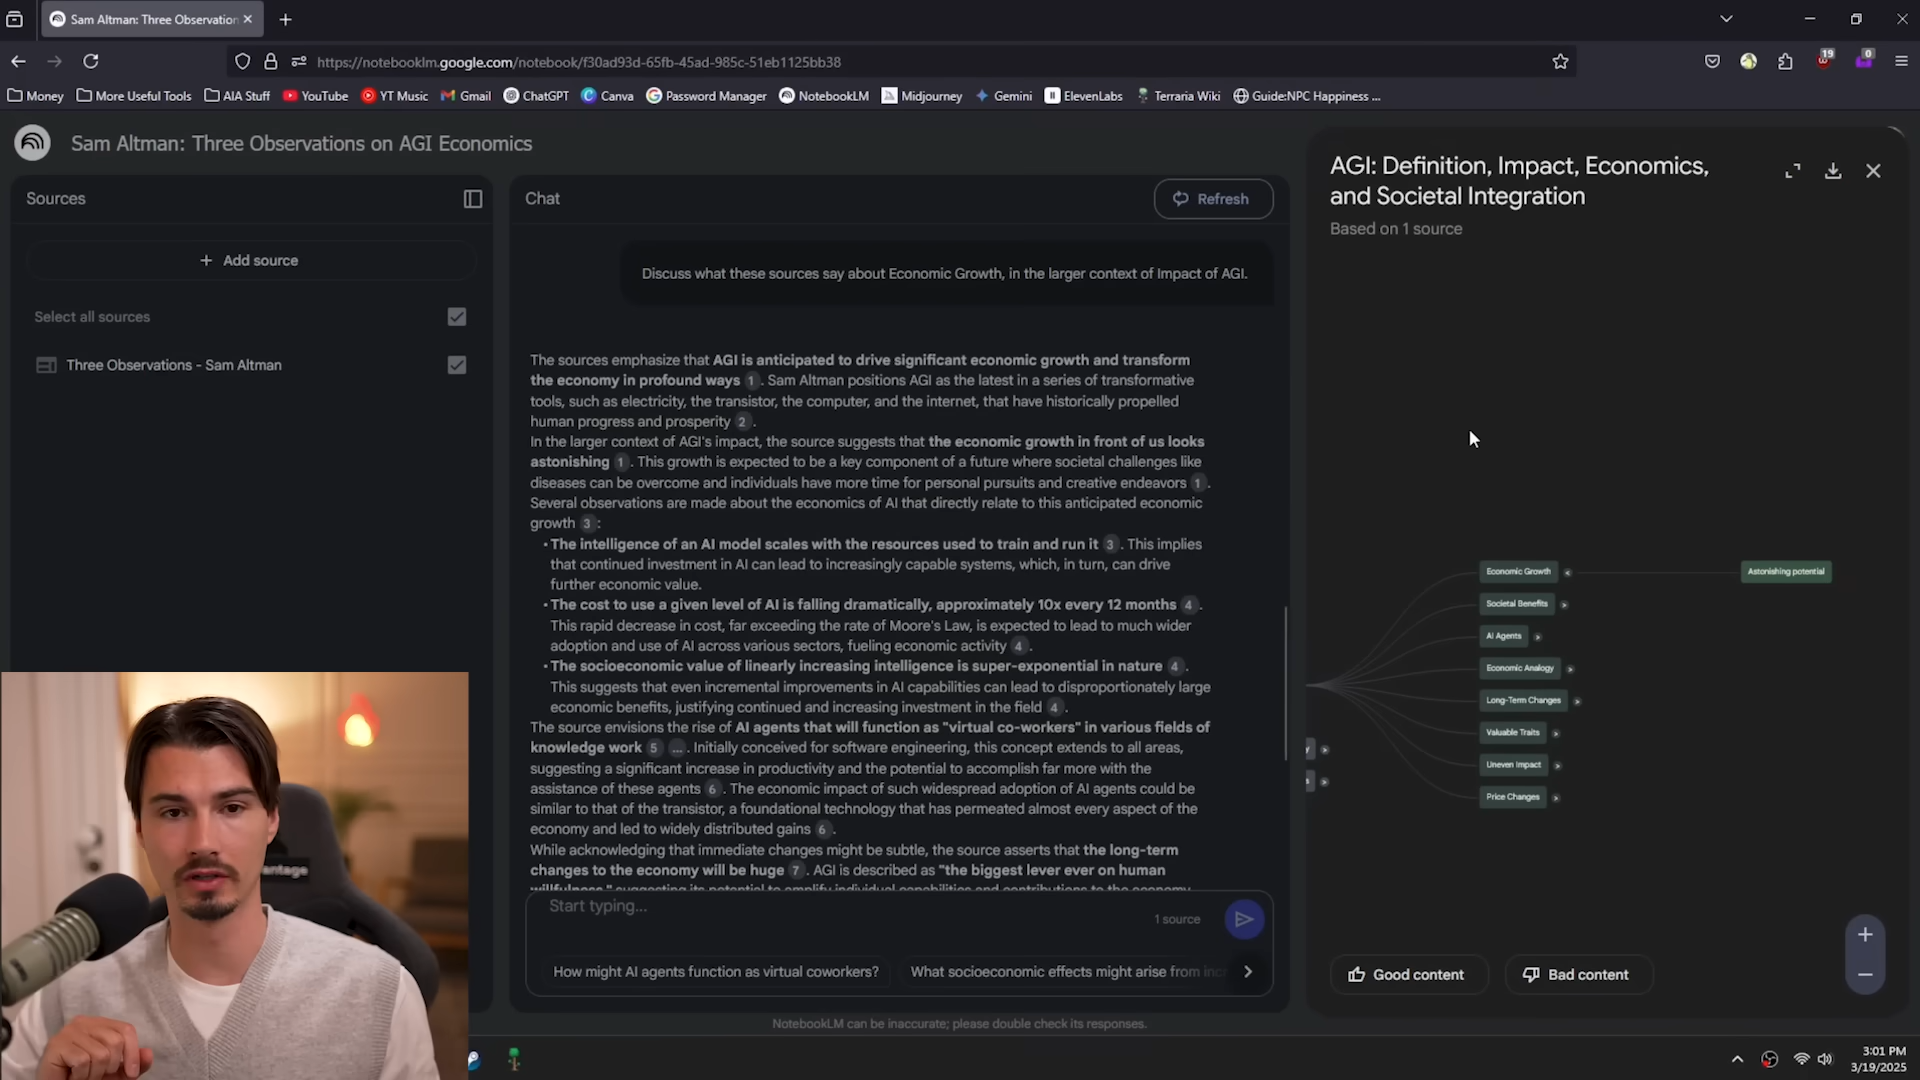 Sam Altman: Three Observation
https://notebooklm.google.com/notebook/f30ad93d-65fb-45ad-985c-51eb1125bb38
19
0
Money
More Useful Tools
AIA Stuff
YouTube
YT Music
Gmail
ChatGPT
Canva
Password Manager
NotebookLM
Midjourney
Gemini
ElevenLabs
Terraria Wiki
Guide:NPC Happiness ...
Sam Altman: Three Observations on AGI Economics
Sources
+ Add source
Select all sources
Three Observations - Sam Altman
Chat
Refresh
Discuss what these sources say about Economic Growth, in the larger context of Impact of AGI.
The sources emphasize that AGI is anticipated to drive significant economic growth and transform
the economy in profound ways 1. Sam Altman positions AGI as the latest in a series of transformative
tools, such as electricity, the transistor, the computer, and the internet, that have historically propelled
human progress and prosperity 2.
In the larger context of AGI's impact, the source suggests that the economic growth in front of us looks
astonishing 1. This growth is expected to be a key component of a future where societal challenges like
diseases can be overcome and individuals have more time for personal pursuits and creative endeavors 1.
Several observations are made about the economics of AI that directly relate to this anticipated economic
growth 3:
• The intelligence of an AI model scales with the resources used to train and run it 3. This implies
that continued investment in AI can lead to increasingly capable systems, which, in turn, can drive
further economic value.
• The cost to use a given level of AI is falling dramatically, approximately 10x every 12 months 4.
This rapid decrease in cost, far exceeding the rate of Moore's Law, is expected to lead to much wider
adoption and use of AI across various sectors, fueling economic activity 4.
• The socioeconomic value of linearly increasing intelligence is super-exponential in nature 4.
This suggests that even incremental improvements in AI capabilities can lead to disproportionately large
economic benefits, justifying continued and increasing investment in the field 4.
The source envisions the rise of AI agents that will function as "virtual co-workers" in various fields of
knowledge work 5 .... Initially conceived for software engineering, this concept extends to all areas,
suggesting a significant increase in productivity and the potential to accomplish far more with the
assistance of these agents 6. The economic impact of such widespread adoption of AI agents could be
similar to that of the transistor, a foundational technology that has permeated almost every aspect of the
economy and led to widely distributed gains 6.
While acknowledging that immediate changes might be subtle, the source asserts that the long-term
changes to the economy will be huge 7. AGI is described as "the biggest lever ever on human
willfulness," suggesting its potential to amplify individual capabilities and contributions to the economy
Start typing...
1 source
How might AI agents function as virtual coworkers?
What socioeconomic effects might arise from inc
NotebookLM can be inaccurate; please double check its responses.
AGI: Definition, Impact, Economics,
and Societal Integration
Based on 1 source
Economic Growth
Astonishing potential
Societal Benefits
AI Agents
Economic Analogy
Long-Term Changes
Valuable Traits
Uneven Impact
Price Changes
Good content
Bad content
3:01 PM
3/19/2025